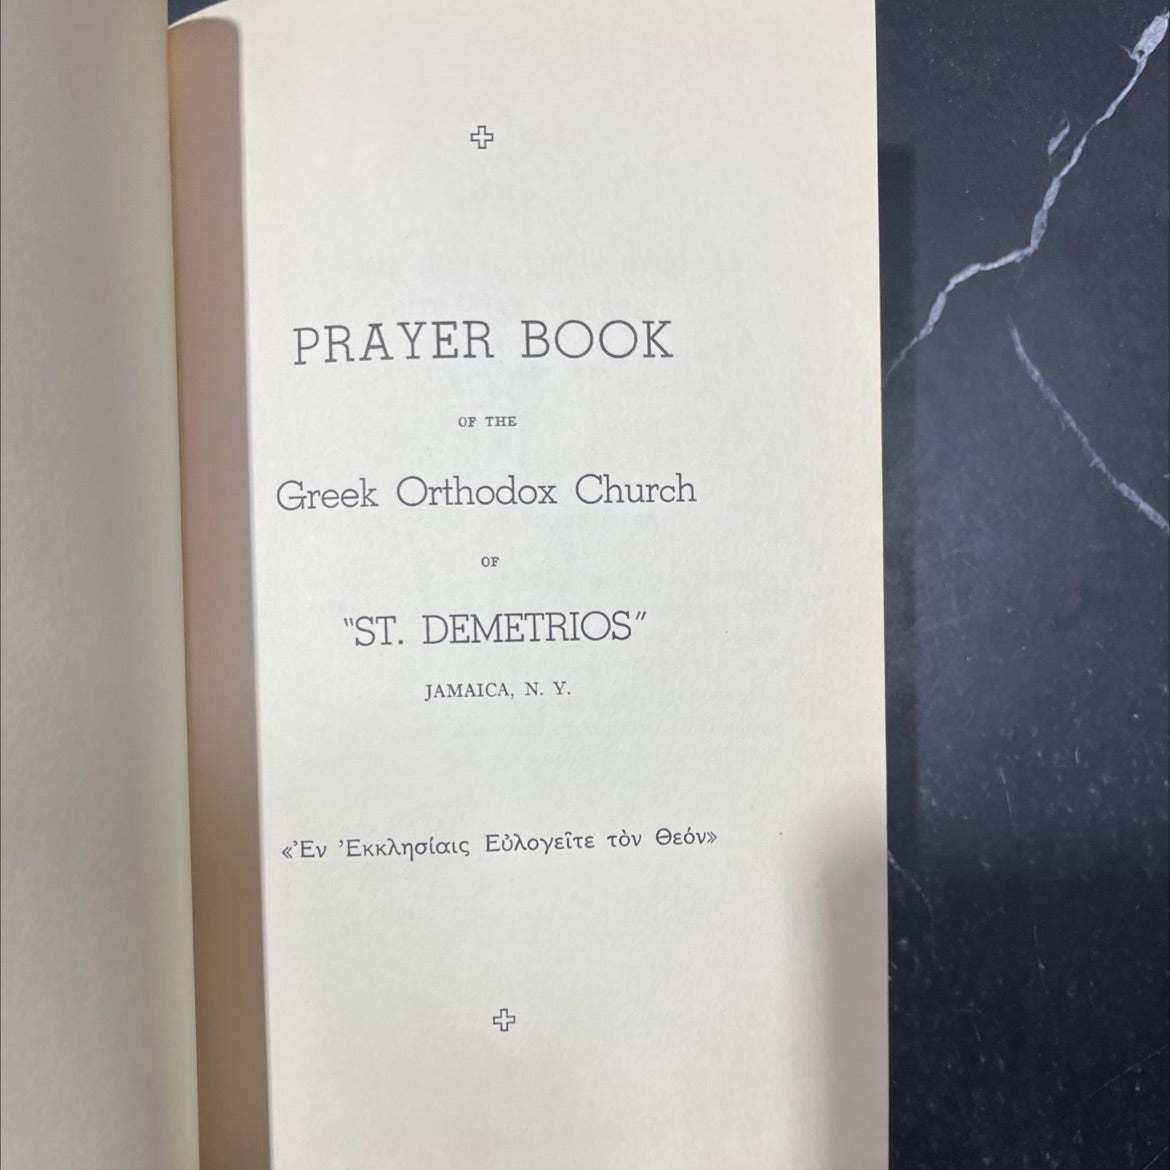 PRAYER BOOK
OF THE
Greek Orthodox Church
OF
"ST. DEMETRIOS"
JAMAICA, N. Y.
«Ἐν Ἐκκλησίαις Εὐλογεῖτε τὸν Θεόν»